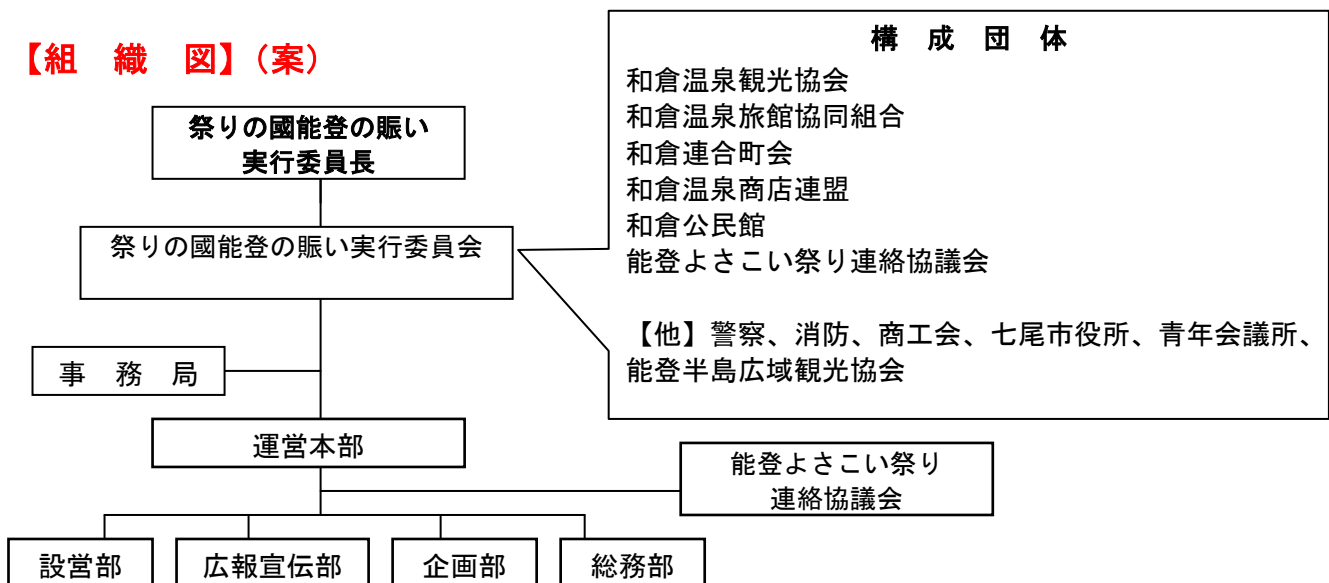 【組　織　図】（案）
祭りの國能登の賑い
実行委員長
祭りの國能登の賑い実行委員会
事　務　局
運営本部
能登よさこい祭り
連絡協議会
設営部
広報宣伝部
企画部
総務部
構　成　団　体
和倉温泉観光協会
和倉温泉旅館協同組合
和倉連合町会
和倉温泉商店連盟
和倉公民館
能登よさこい祭り連絡協議会
【他】警察、消防、商工会、七尾市役所、青年会議所、
能登半島広域観光協会